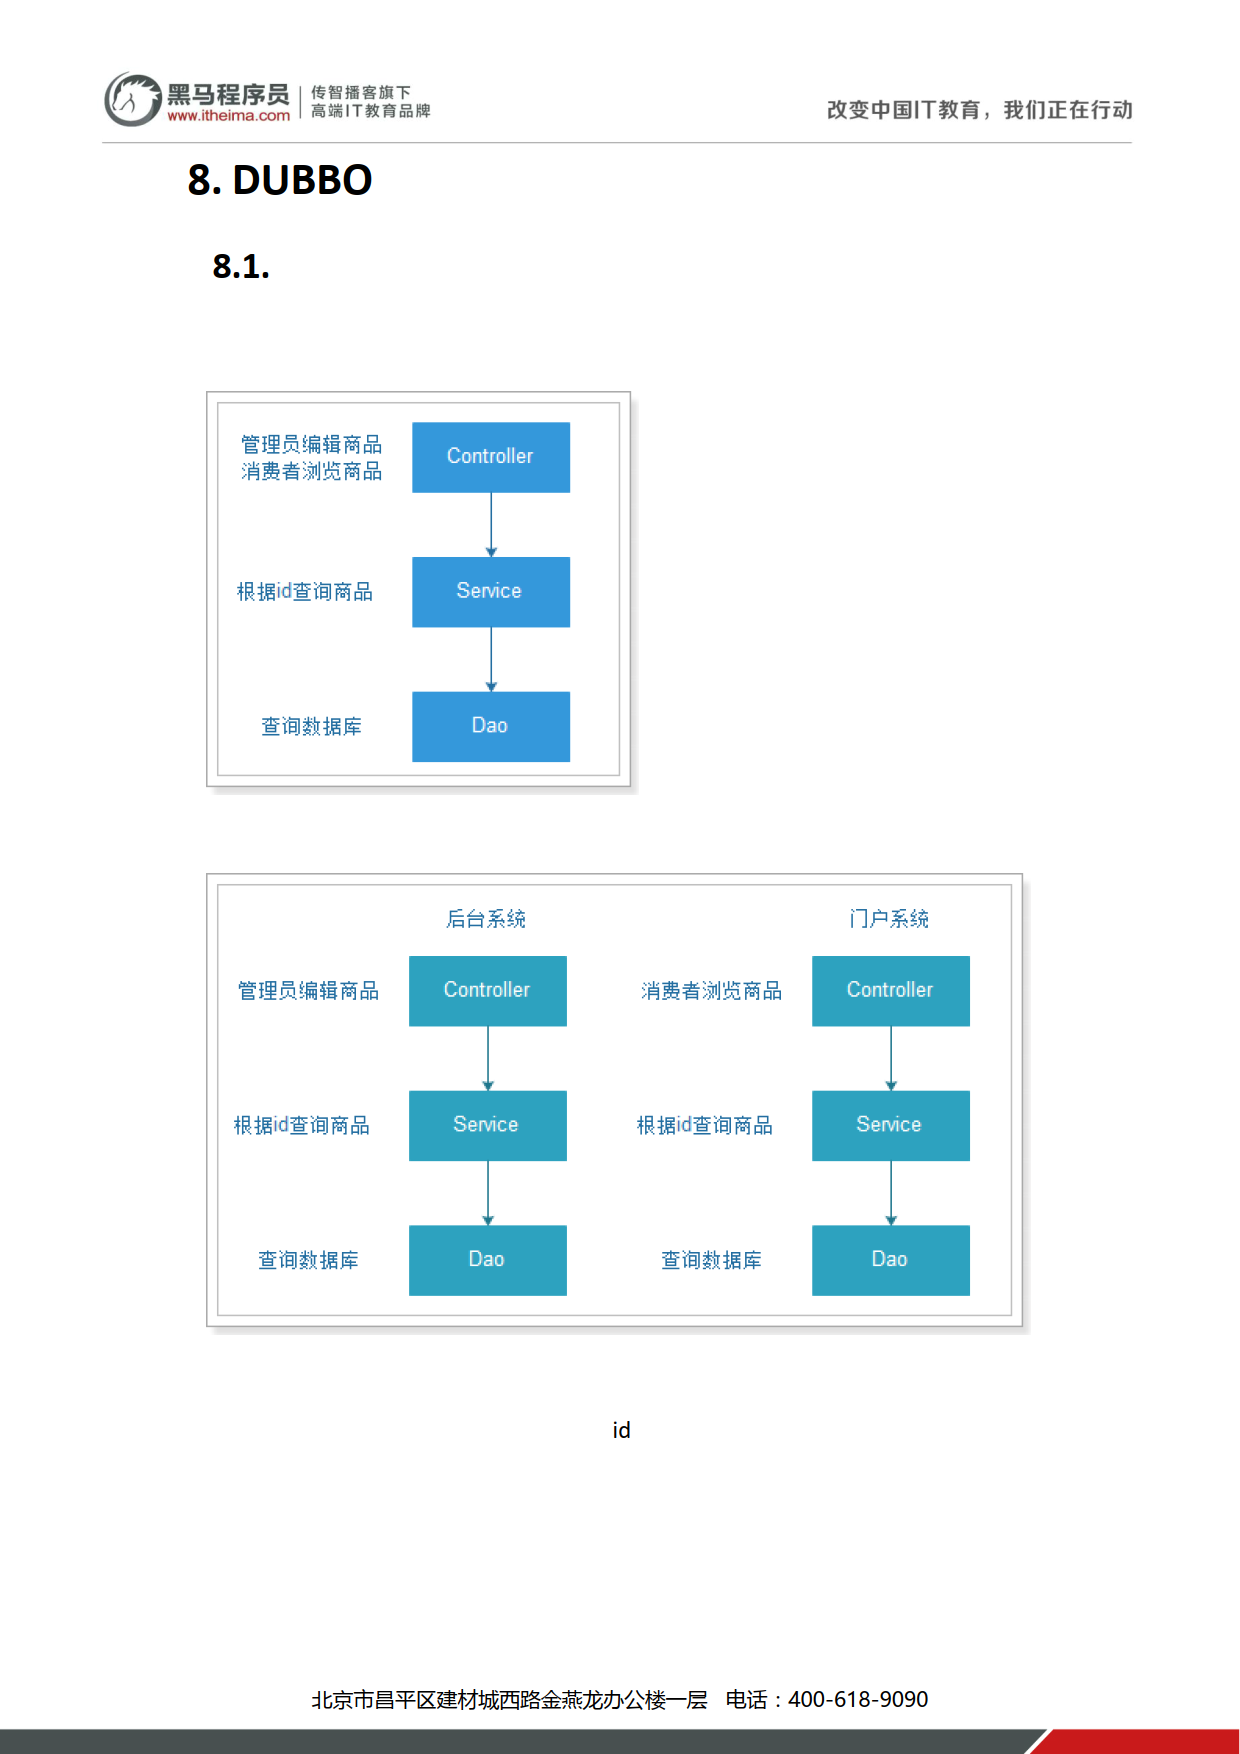 黑马程序员
www.itheima.com
传智播客旗下
高端IT教育品牌
改变中国IT教育，我们正在行动
8. DUBBO
8.1.
管理员编辑商品
消费者浏览商品
Controller
根据id查询商品
Service
查询数据库
Dao
后台系统
门户系统
管理员编辑商品
Controller
消费者浏览商品
Controller
根据id查询商品
Service
根据id查询商品
Service
查询数据库
Dao
查询数据库
Dao
id
北京市昌平区建材城西路金燕龙办公楼一层 电话：400-618-9090